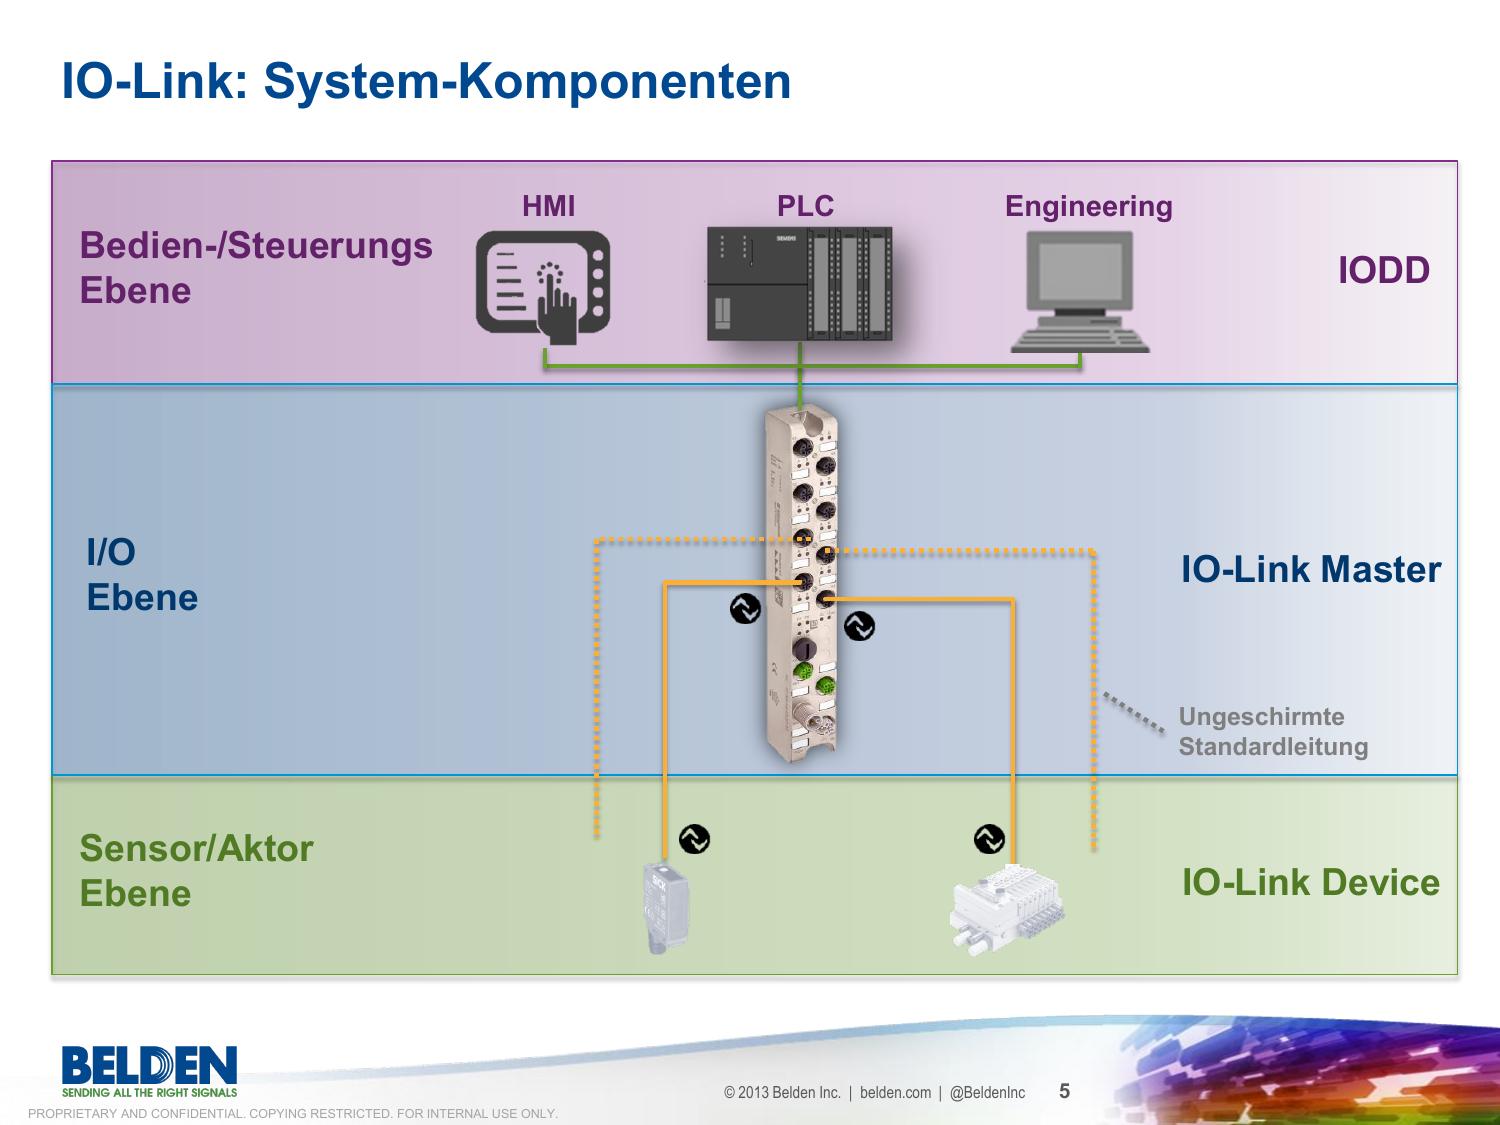 IO-Link: System-Komponenten
HMI
PLC
Engineering
Bedien-/Steuerungs
Ebene
IODD
SIEMENS
I/O
Ebene
IO-Link Master
Ungeschirmte
Standardleitung
Sensor/Aktor
Ebene
SICK
IO-Link Device
BELDEN
SENDING ALL THE RIGHT SIGNALS
© 2013 Belden Inc. | belden.com | @BeldenInc 5
PROPRIETARY AND CONFIDENTIAL. COPYING RESTRICTED. FOR INTERNAL USE ONLY.